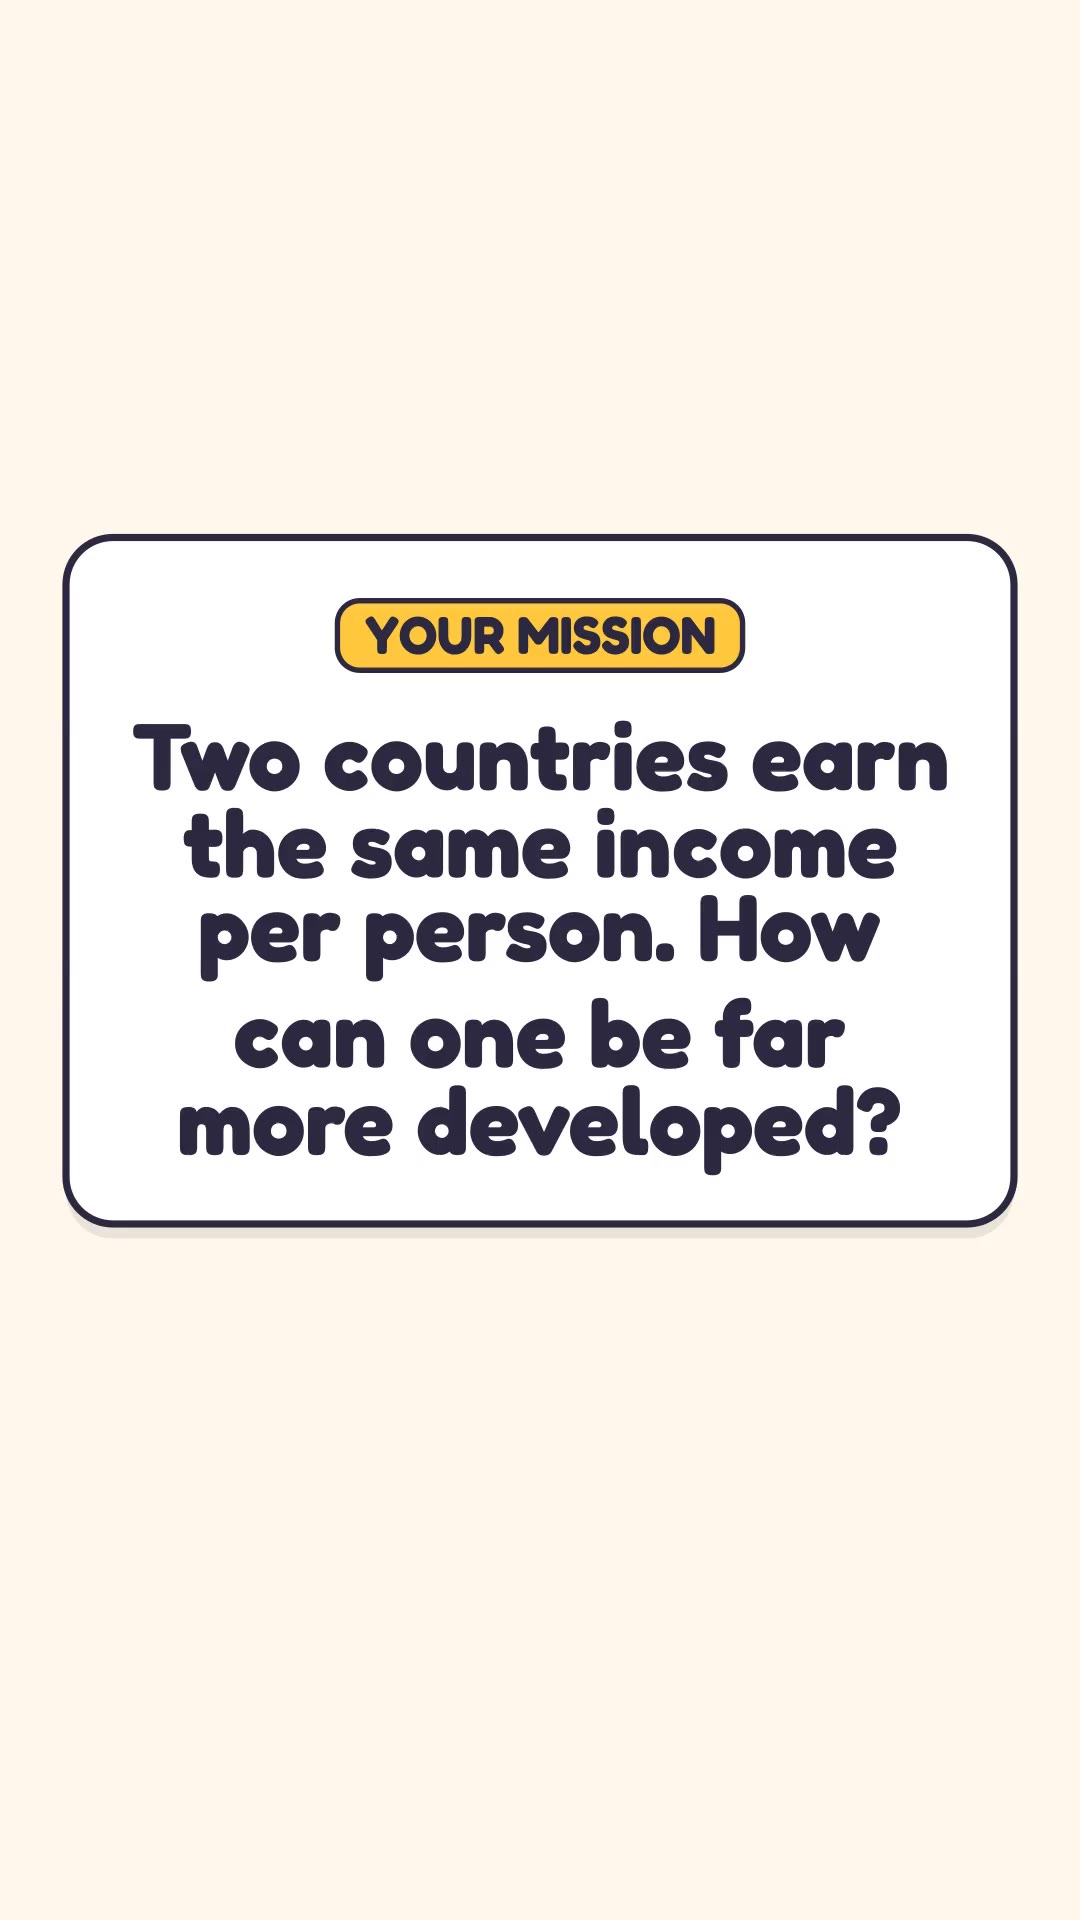 YOUR MISSION
Two countries earn
the same income
per person. How
can one be far
more developed?